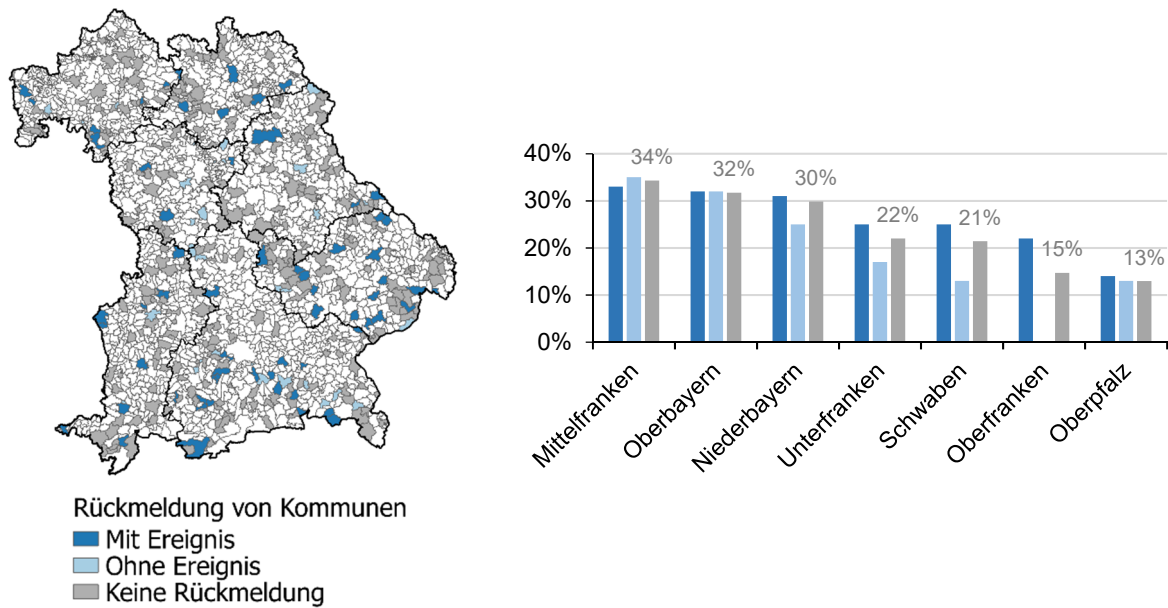 Rückmeldung von Kommunen
Mit Ereignis
Ohne Ereignis
Keine Rückmeldung
40%
30%
20%
10%
0%
34%
32%
30%
22%
21%
15%
13%
Mittelfranken
Oberbayern
Niederbayern
Unterfranken
Schwaben
Oberfranken
Oberpfalz